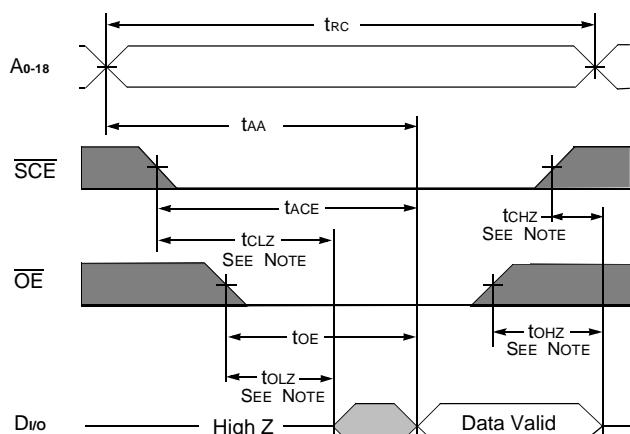 tRC
A0-18
tAA
SCE
tACE
tCHZ
SEE NOTE
tCLZ
SEE NOTE
OE
tOE
tOHZ
SEE NOTE
tOLZ
SEE NOTE
DI/O
High Z
Data Valid